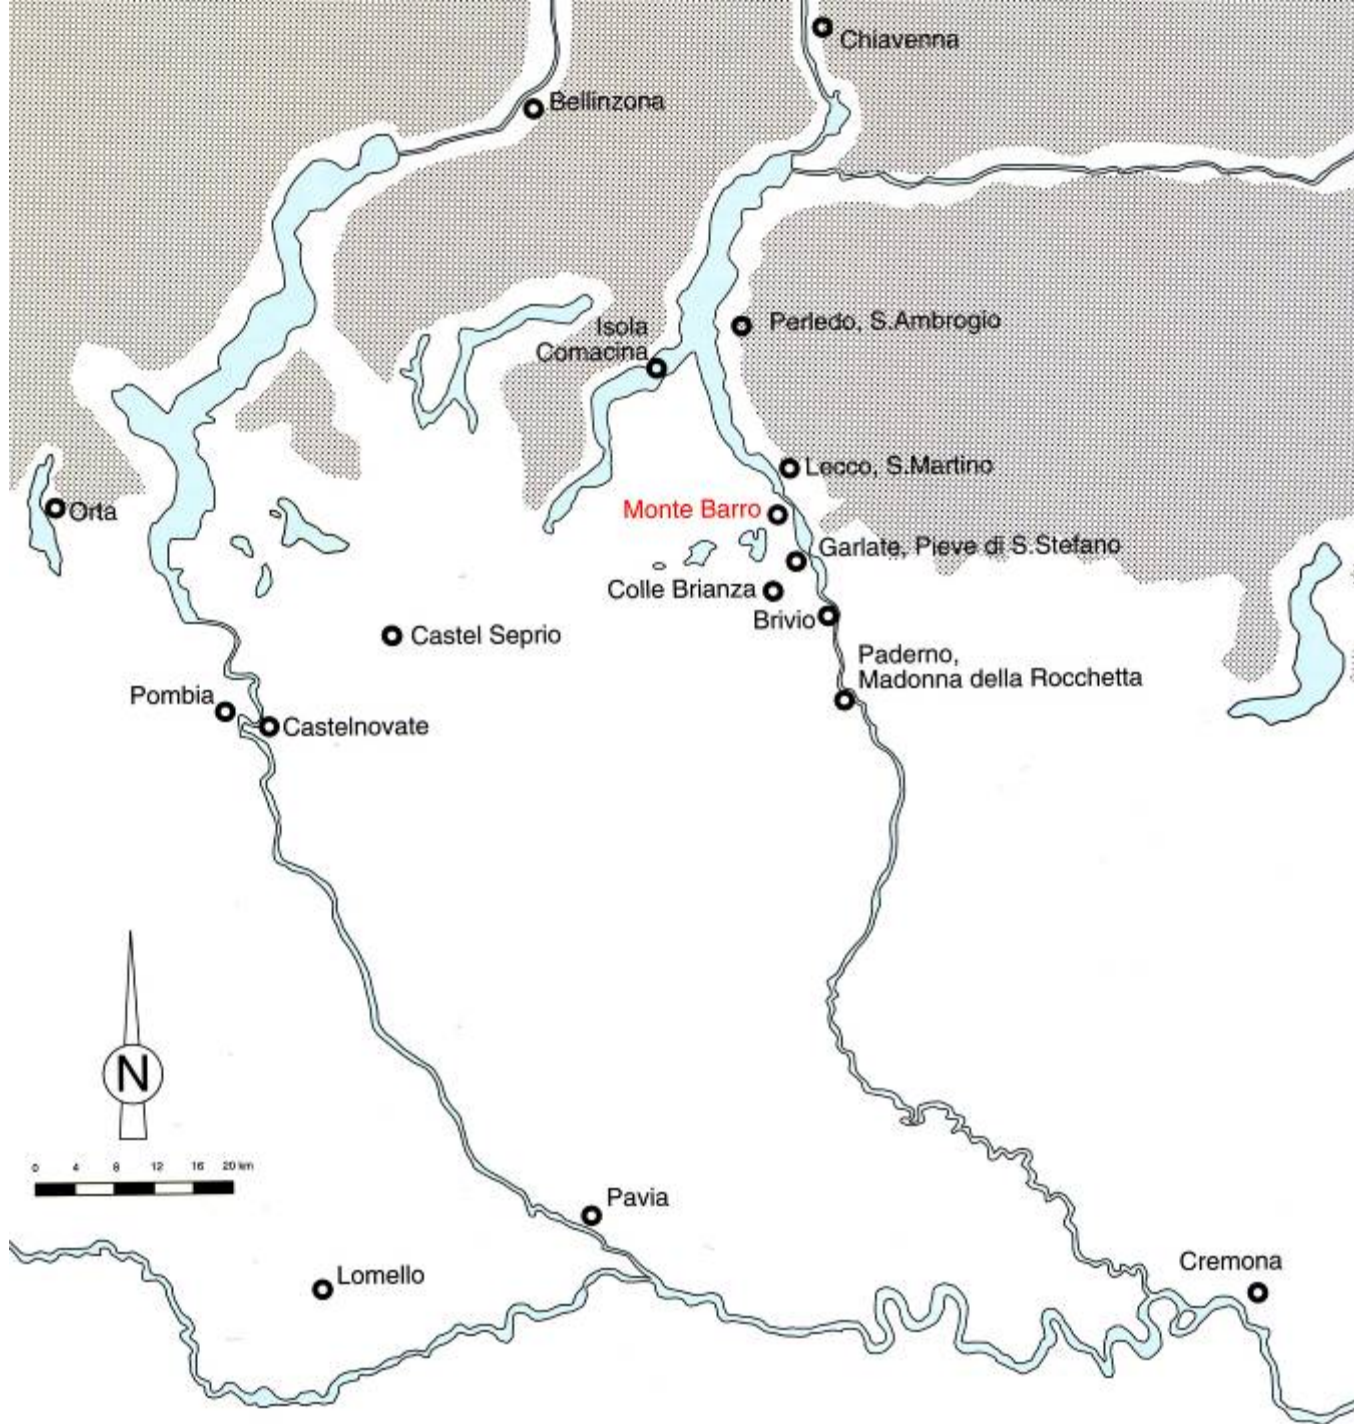 Chiavenna
Bellinzona
Isola
Comacina
Perledo, S.Ambrogio
Lecco, S.Martino
Orta
Monte Barro
Garlate, Pieve di S.Stefano
Colle Brianza
Brivio
Castel Seprio
Paderno,
Madonna della Rocchetta
Pombia
Castelnovate
N
0 4 8 12 16 20 km
Pavia
Lomello
Cremona